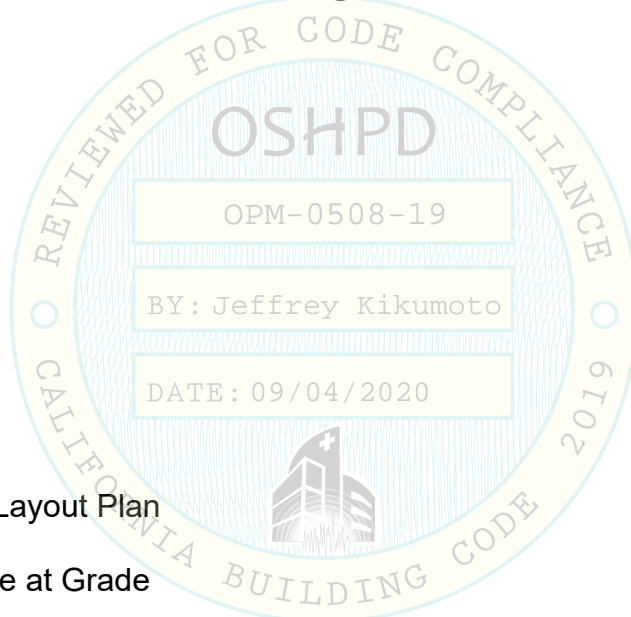 REVIEWED FOR CODE COMPLIANCE
OSHPD
OPM-0508-19
BY: Jeffrey Kikumoto
DATE: 09/04/2020
CALIFORNIA BUILDING CODE 2019
Layout Plan
e at Grade